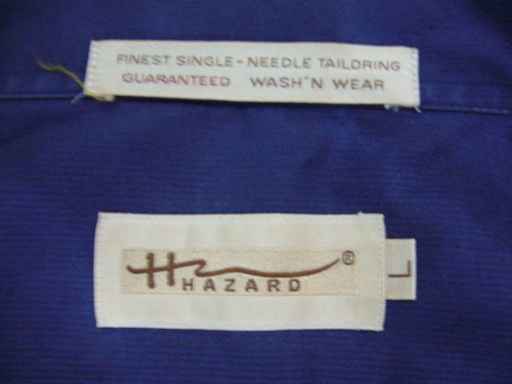 FINEST SINGLE-NEEDLE TAILORING
GUARANTEED WASH'N WEAR
H
®
HAZARD
L